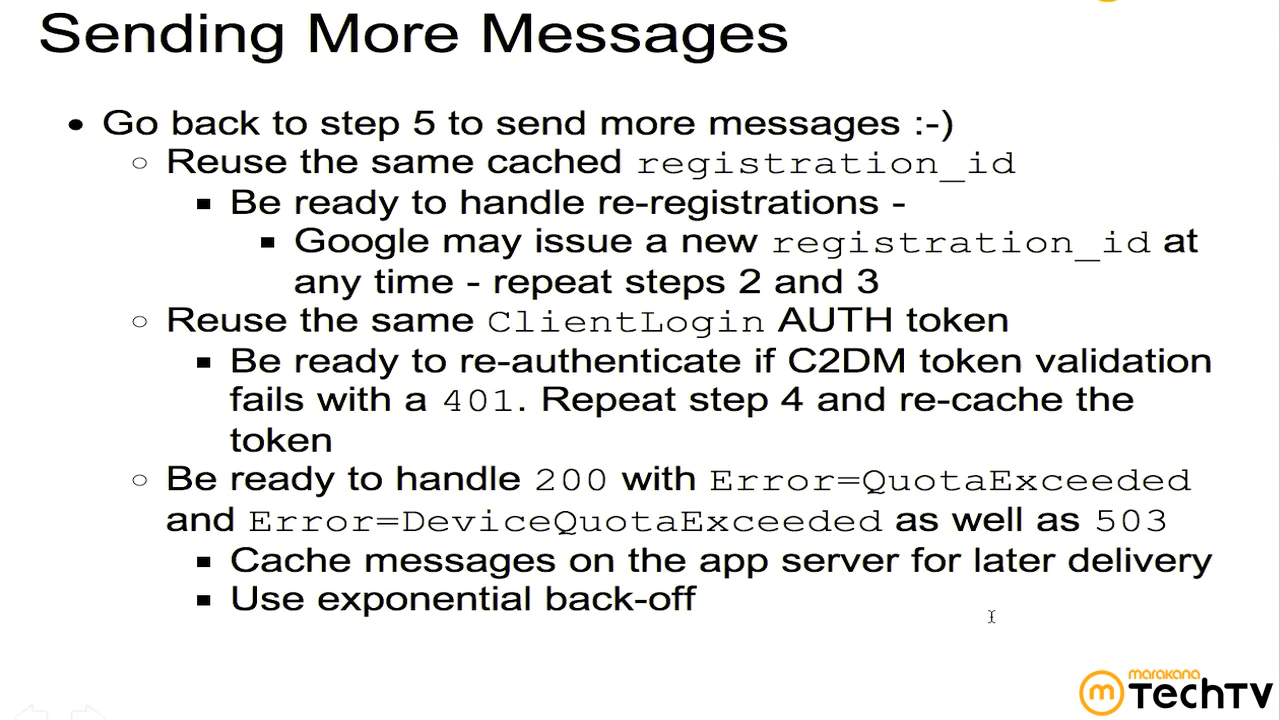 Sending More Messages
• Go back to step 5 to send more messages :-)
○ Reuse the same cached registration_id
■ Be ready to handle re-registrations -
■ Google may issue a new registration_id at
any time - repeat steps 2 and 3
○ Reuse the same ClientLogin AUTH token
■ Be ready to re-authenticate if C2DM token validation
fails with a 401. Repeat step 4 and re-cache the
token
○ Be ready to handle 200 with Error=QuotaExceeded
and Error=DeviceQuotaExceeded as well as 503
■ Cache messages on the app server for later delivery
■ Use exponential back-off
marakana
m TechTV